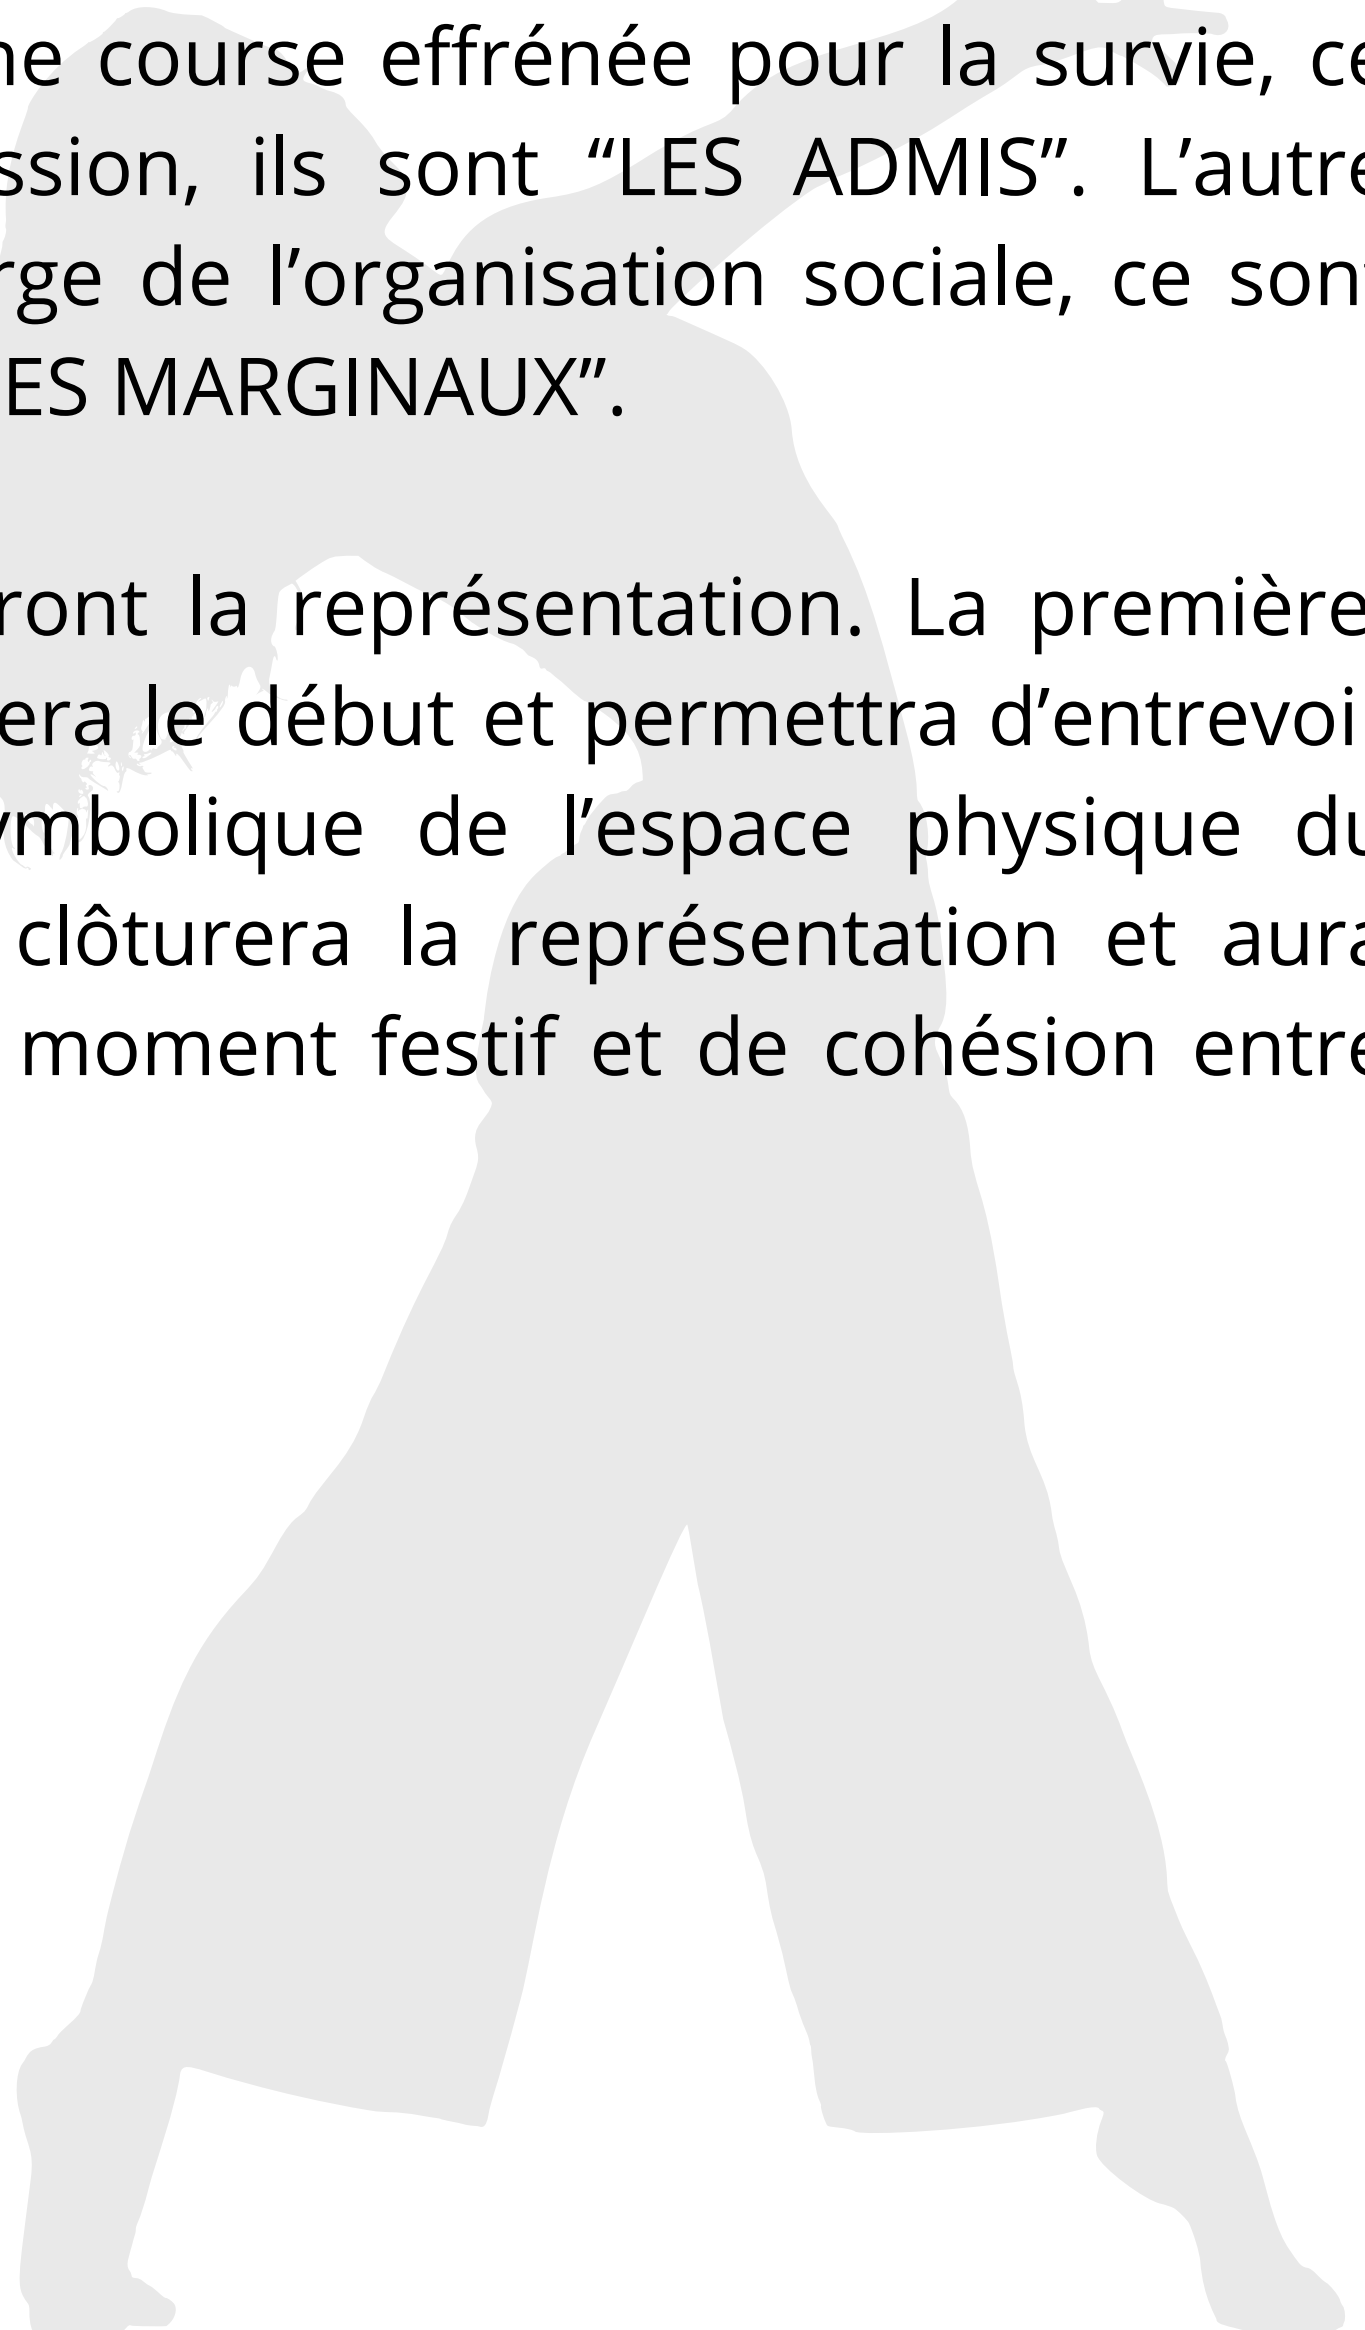 ne course effrénée pour la survie, ce
ssion, ils sont “LES ADMIS”. L’autre
rge de l’organisation sociale, ce sont
ES MARGINAUX”.
ront la représentation. La première
era le début et permettra d’entrevoi
ymbolique de l’espace physique du
clôturera la représentation et aura
moment festif et de cohésion entre